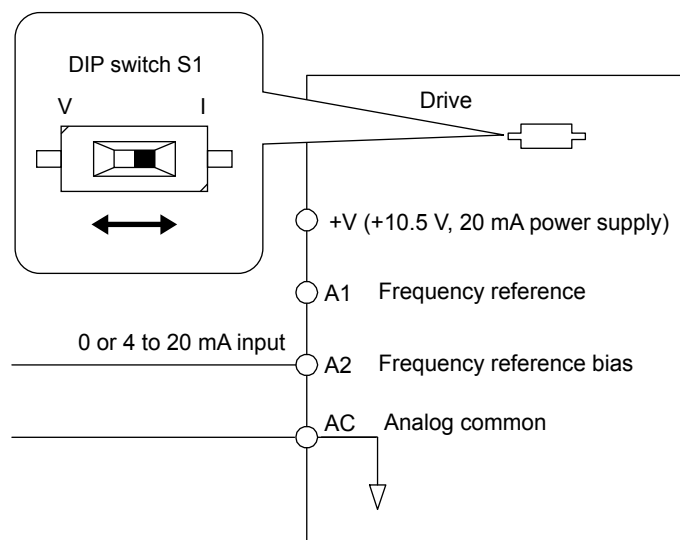 DIP switch S1
V I
Drive
+V (+10.5 V, 20 mA power supply)
A1 Frequency reference
0 or 4 to 20 mA input
A2 Frequency reference bias
AC Analog common